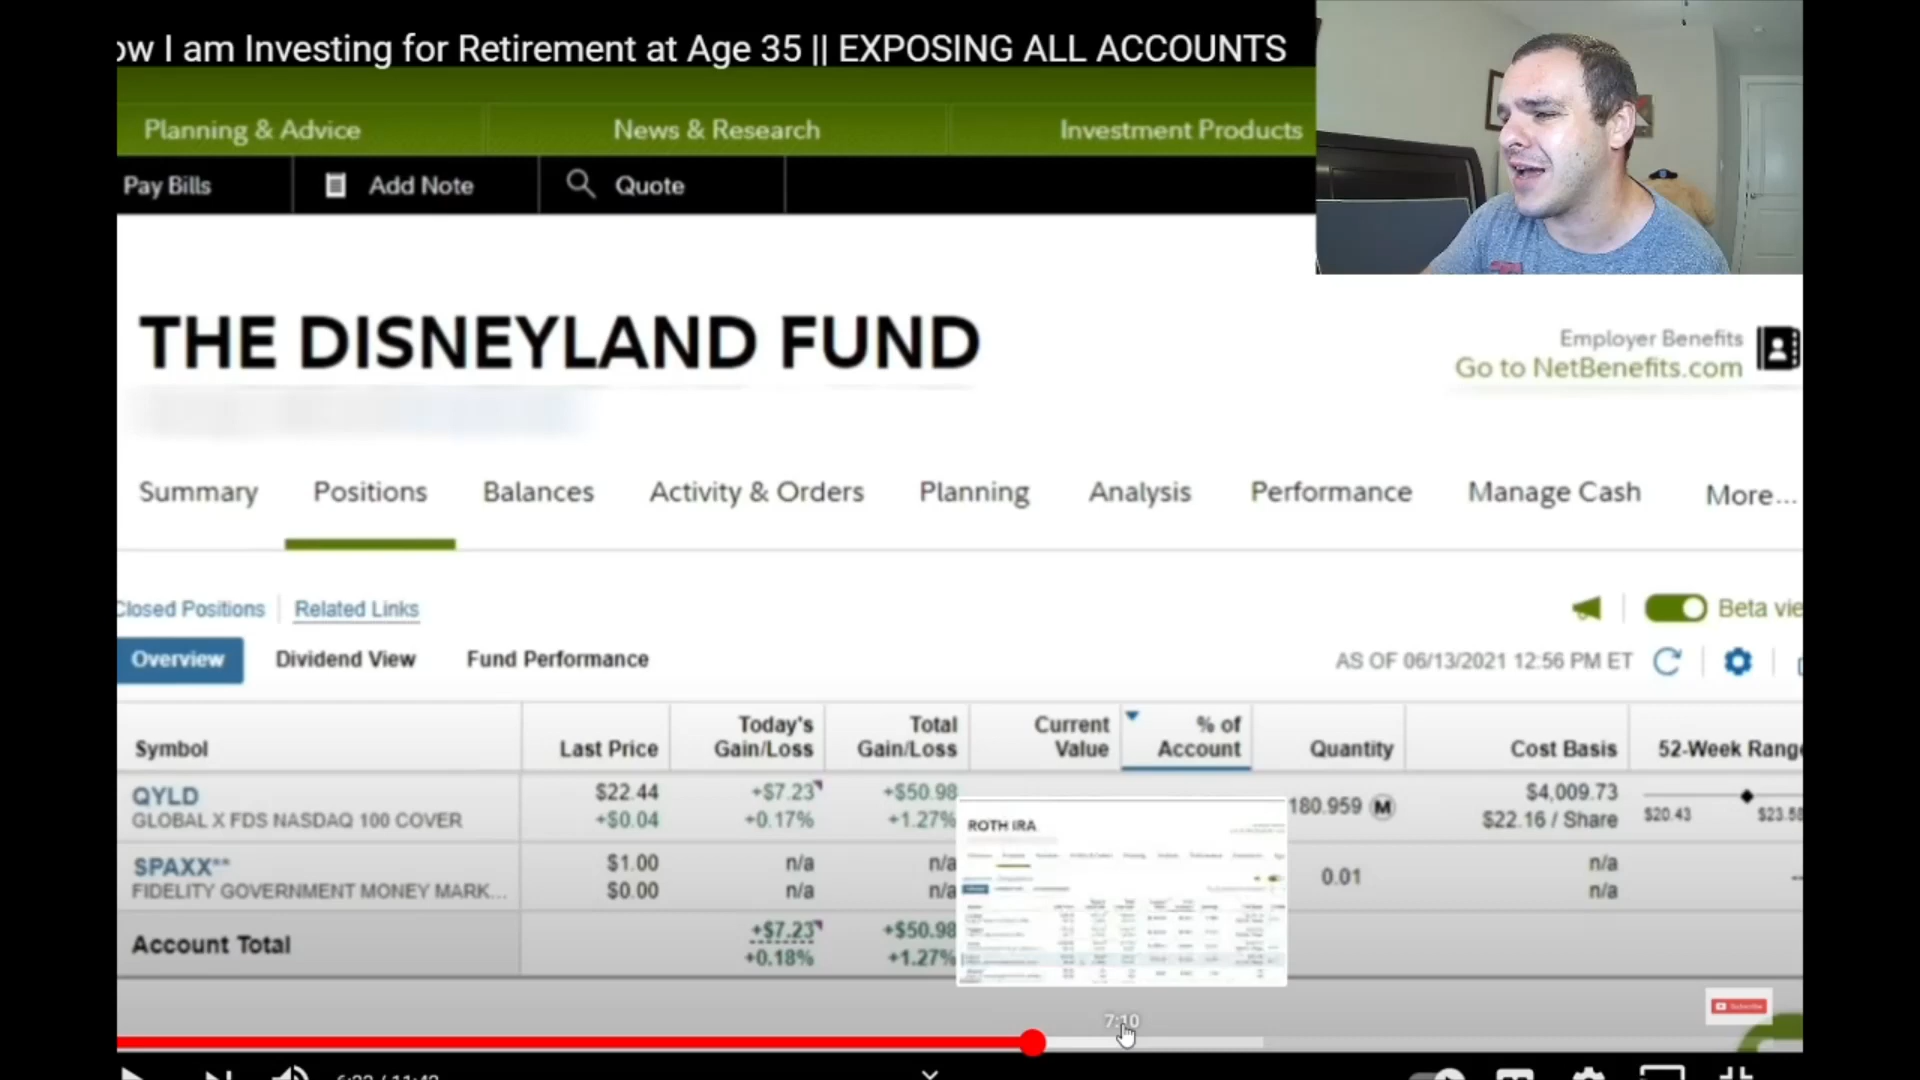 ow I am Investing for Retirement at Age 35 || EXPOSING ALL ACCOUNTS
Planning & Advice News & Research Investment Products
Pay Bills Add Note Quote
THE DISNEYLAND FUND
Employer Benefits
Go to NetBenefits.com
Summary Positions Balances Activity & Orders Planning Analysis Performance Manage Cash More...
Closed Positions Related Links
Beta vie
Overview Dividend View Fund Performance
AS OF 06/13/2021 12:56 PM ET
Symbol Last Price Today's Gain/Loss Total Gain/Loss Current Value % of Account Quantity Cost Basis 52-Week Range
QYLD $22.44 +$7.23 +$50.98 180.959 M $4,009.73
GLOBAL X FDS NASDAQ 100 COVER +$0.04 +0.17% +1.27% $22.16 / Share $20.43 $23.58
SPAXX** $1.00 n/a n/a 0.01 n/a --
FIDELITY GOVERNMENT MONEY MARK... $0.00 n/a n/a n/a
Account Total +$7.23 +$50.98
+0.18% +1.27%
ROTH IRA
Subscribe
7:10